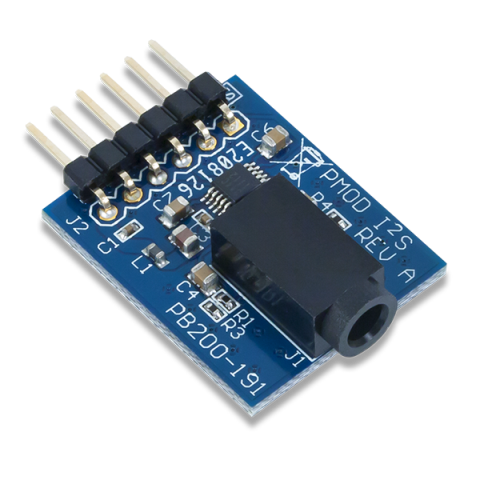 PMOD I2S
REV A
E208126
J2
C1
L1
R4
C4
R1
R3
J1
PB200-191